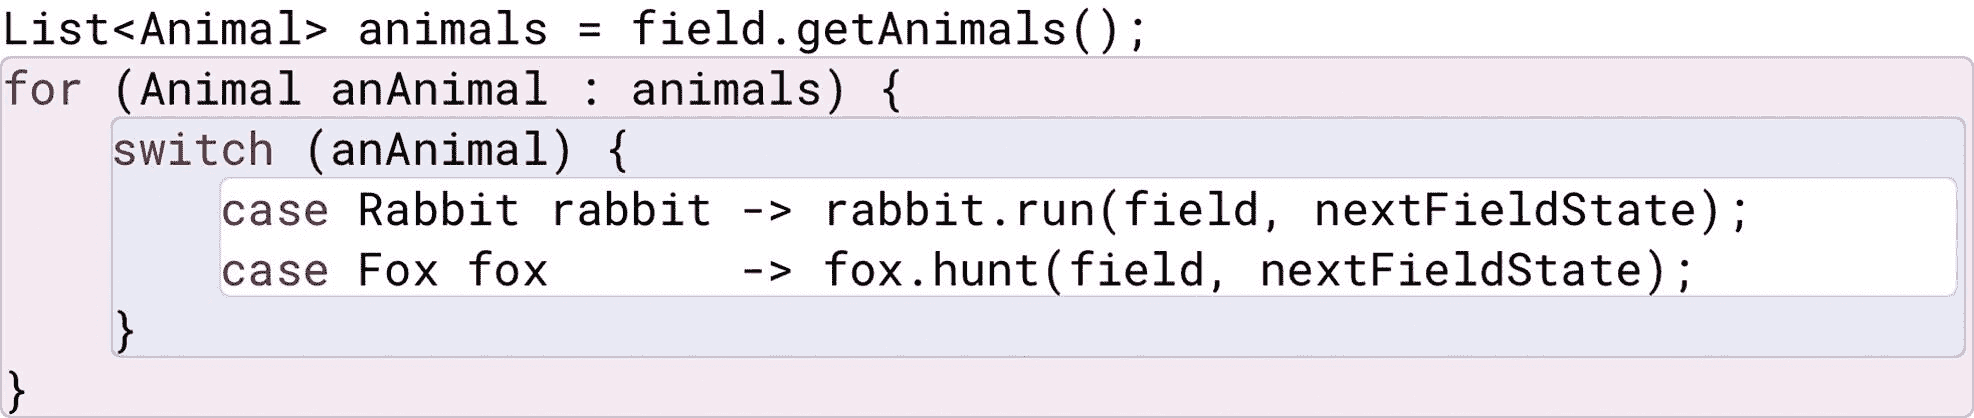 List<Animal> animals = field.getAnimals();
for (Animal anAnimal : animals) {
    switch (anAnimal) {
        case Rabbit rabbit -> rabbit.run(field, nextFieldState);
        case Fox fox       -> fox.hunt(field, nextFieldState);
    }
}